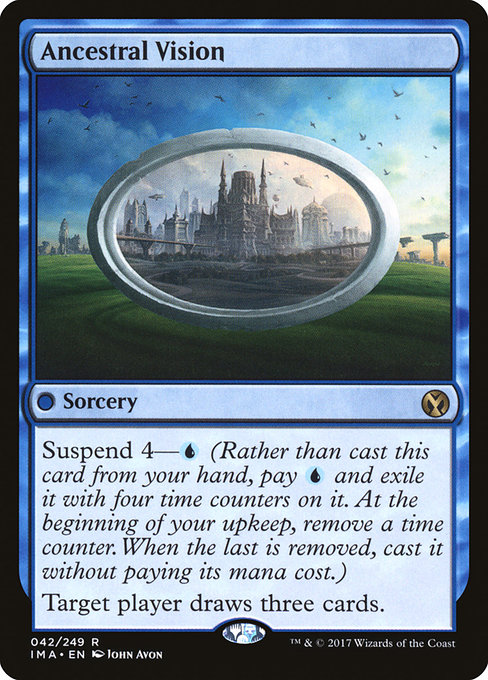 Ancestral Vision
Sorcery
Suspend 4— (Rather than cast this
card from your hand, pay and exile
it with four time counters on it. At the
beginning of your upkeep, remove a time
counter. When the last is removed, cast it
without paying its mana cost.)
Target player draws three cards.
042/249 R
IMA • EN John Avon
™ & © 2017 Wizards of the Coast